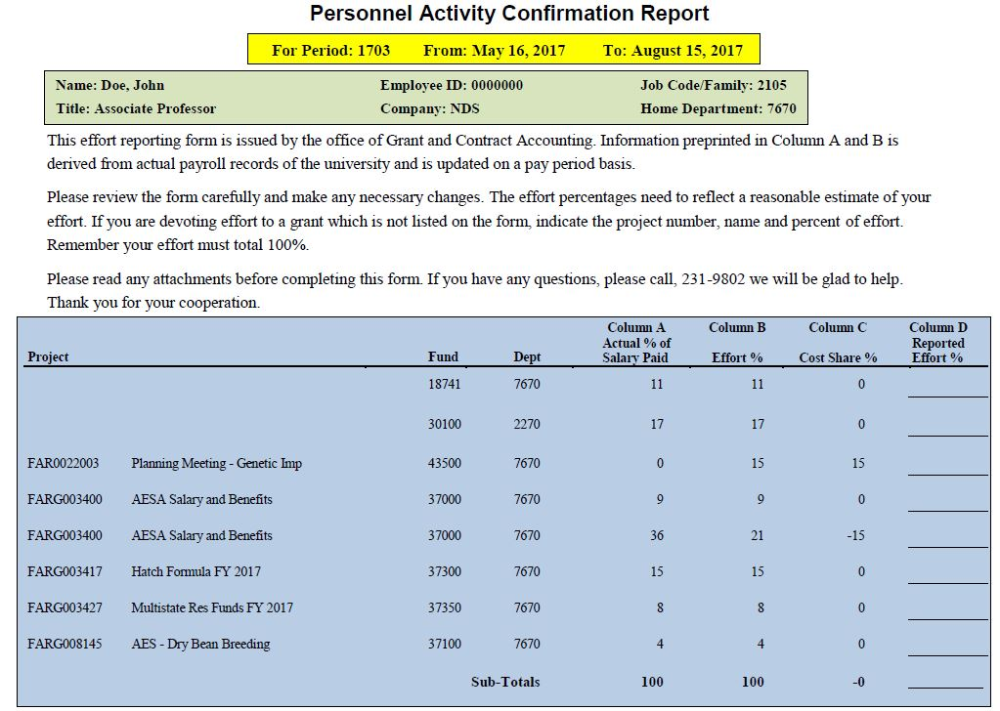 Personnel Activity Confirmation Report
For Period: 1703 From: May 16, 2017 To: August 15, 2017
Name: Doe, John Employee ID: 0000000 Job Code/Family: 2105
Title: Associate Professor Company: NDS Home Department: 7670
This effort reporting form is issued by the office of Grant and Contract Accounting. Information preprinted in Column A and B is
derived from actual payroll records of the university and is updated on a pay period basis.
Please review the form carefully and make any necessary changes. The effort percentages need to reflect a reasonable estimate of your
effort. If you are devoting effort to a grant which is not listed on the form, indicate the project number, name and percent of effort.
Remember your effort must total 100%.
Please read any attachments before completing this form. If you have any questions, please call, 231-9802 we will be glad to help.
Thank you for your cooperation.
Column A Column B Column C Column D
Actual % of Reported
Project Fund Dept Salary Paid Effort % Cost Share % Effort %
18741 7670 11 11 0
30100 2270 17 17 0
FAR0022003 Planning Meeting - Genetic Imp 43500 7670 0 15 15
FARG003400 AESA Salary and Benefits 37000 7670 9 9 0
FARG003400 AESA Salary and Benefits 37000 7670 36 21 -15
FARG003417 Hatch Formula FY 2017 37300 7670 15 15 0
FARG003427 Multistate Res Funds FY 2017 37350 7670 8 8 0
FARG008145 AES - Dry Bean Breeding 37100 7670 4 4 0
Sub-Totals 100 100 -0